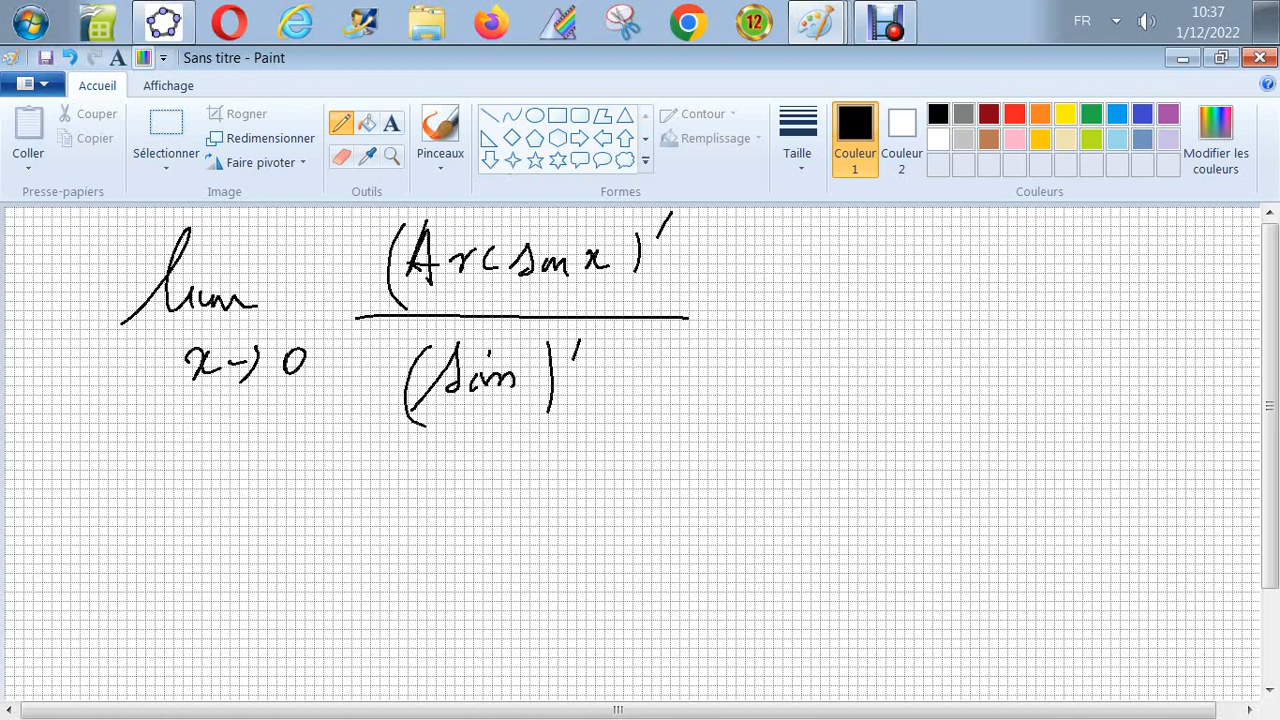 12
FR
10:37
1/12/2022
Sans titre - Paint
Accueil
Affichage
Coller
Couper
Copier
Presse-papiers
Sélectionner
Rogner
Redimensionner
Faire pivoter
Image
A
Outils
Pinceaux
Contour
Remplissage
Formes
Taille
Couleur 1
Couleur 2
Modifier les couleurs
Couleurs
(Arcsin x)'
lim
x→0
(sin )'